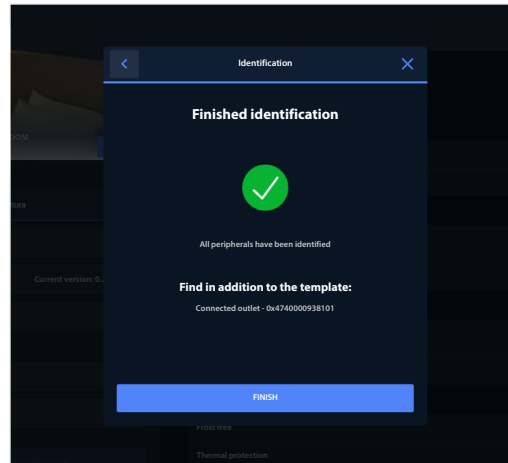 Identification
Finished identification
All peripherals have been identified
Find in addition to the template:
Connected outlet - 0x4740000938101
FINISH
OOM
tura
Current version: 0.
Frost free
Thermal protection